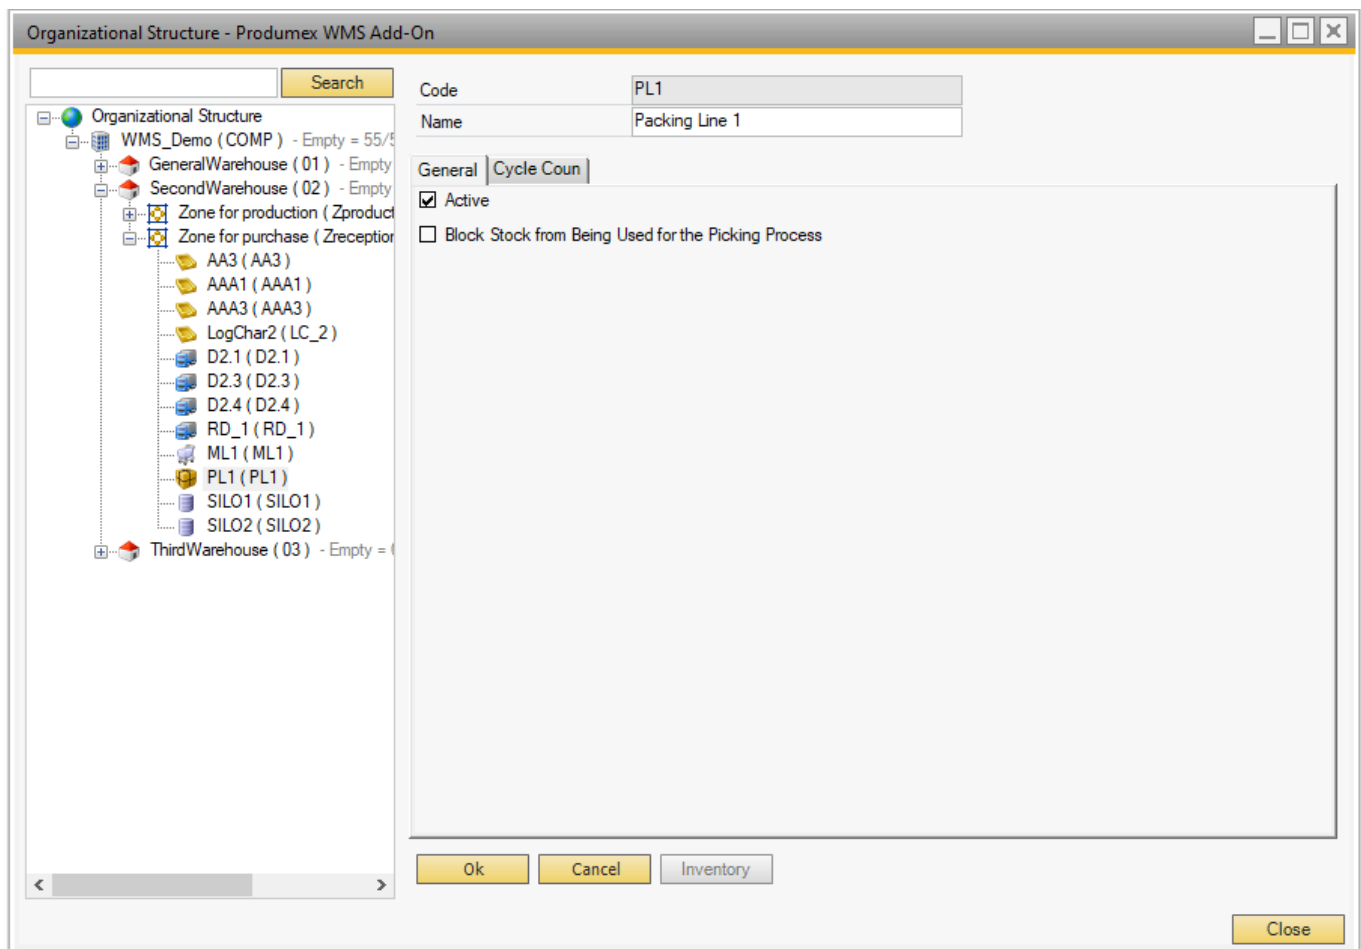 Organizational Structure - Produmex WMS Add-On
Search
Organizational Structure
WMS_Demo ( COMP ) - Empty = 55/5
GeneralWarehouse ( 01 ) - Empty
SecondWarehouse ( 02 ) - Empty
Zone for production ( Zproduct
Zone for purchase ( Zreception
AA3 ( AA3 )
AAA1 ( AAA1 )
AAA3 ( AAA3 )
LogChar2 ( LC_2 )
D2.1 ( D2.1 )
D2.3 ( D2.3 )
D2.4 ( D2.4 )
RD_1 ( RD_1 )
ML1 ( ML1 )
PL1 ( PL1 )
SILO1 ( SILO1 )
SILO2 ( SILO2 )
ThirdWarehouse ( 03 ) - Empty =
Code PL1
Name Packing Line 1
General Cycle Coun
Active
Block Stock from Being Used for the Picking Process
Ok Cancel Inventory
Close